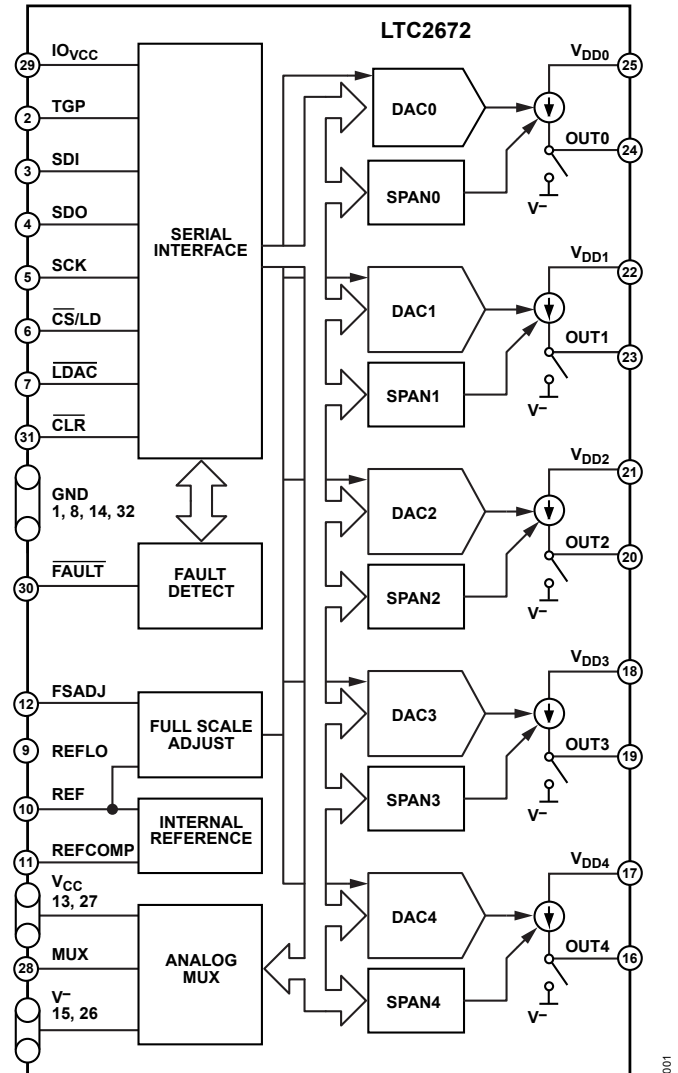 LTC2672
29 IOVCC
2 TGP
3 SDI
4 SDO
5 SCK
6 C̅S̅/LD
7 L̅D̅A̅C̅
31 C̅L̅R̅
GND
1, 8, 14, 32
30 F̅A̅U̅L̅T̅
12 FSADJ
9 REFLO
10 REF
11 REFCOMP
VCC
13, 27
28 MUX
V–
15, 26
SERIAL
INTERFACE
FAULT
DETECT
FULL SCALE
ADJUST
INTERNAL
REFERENCE
ANALOG
MUX
DAC0
SPAN0
VDD0 25
OUT0 24
V–
DAC1
SPAN1
VDD1 22
OUT1 23
V–
DAC2
SPAN2
VDD2 21
OUT2 20
V–
DAC3
SPAN3
VDD3 18
OUT3 19
V–
DAC4
SPAN4
VDD4 17
OUT4 16
V–
001